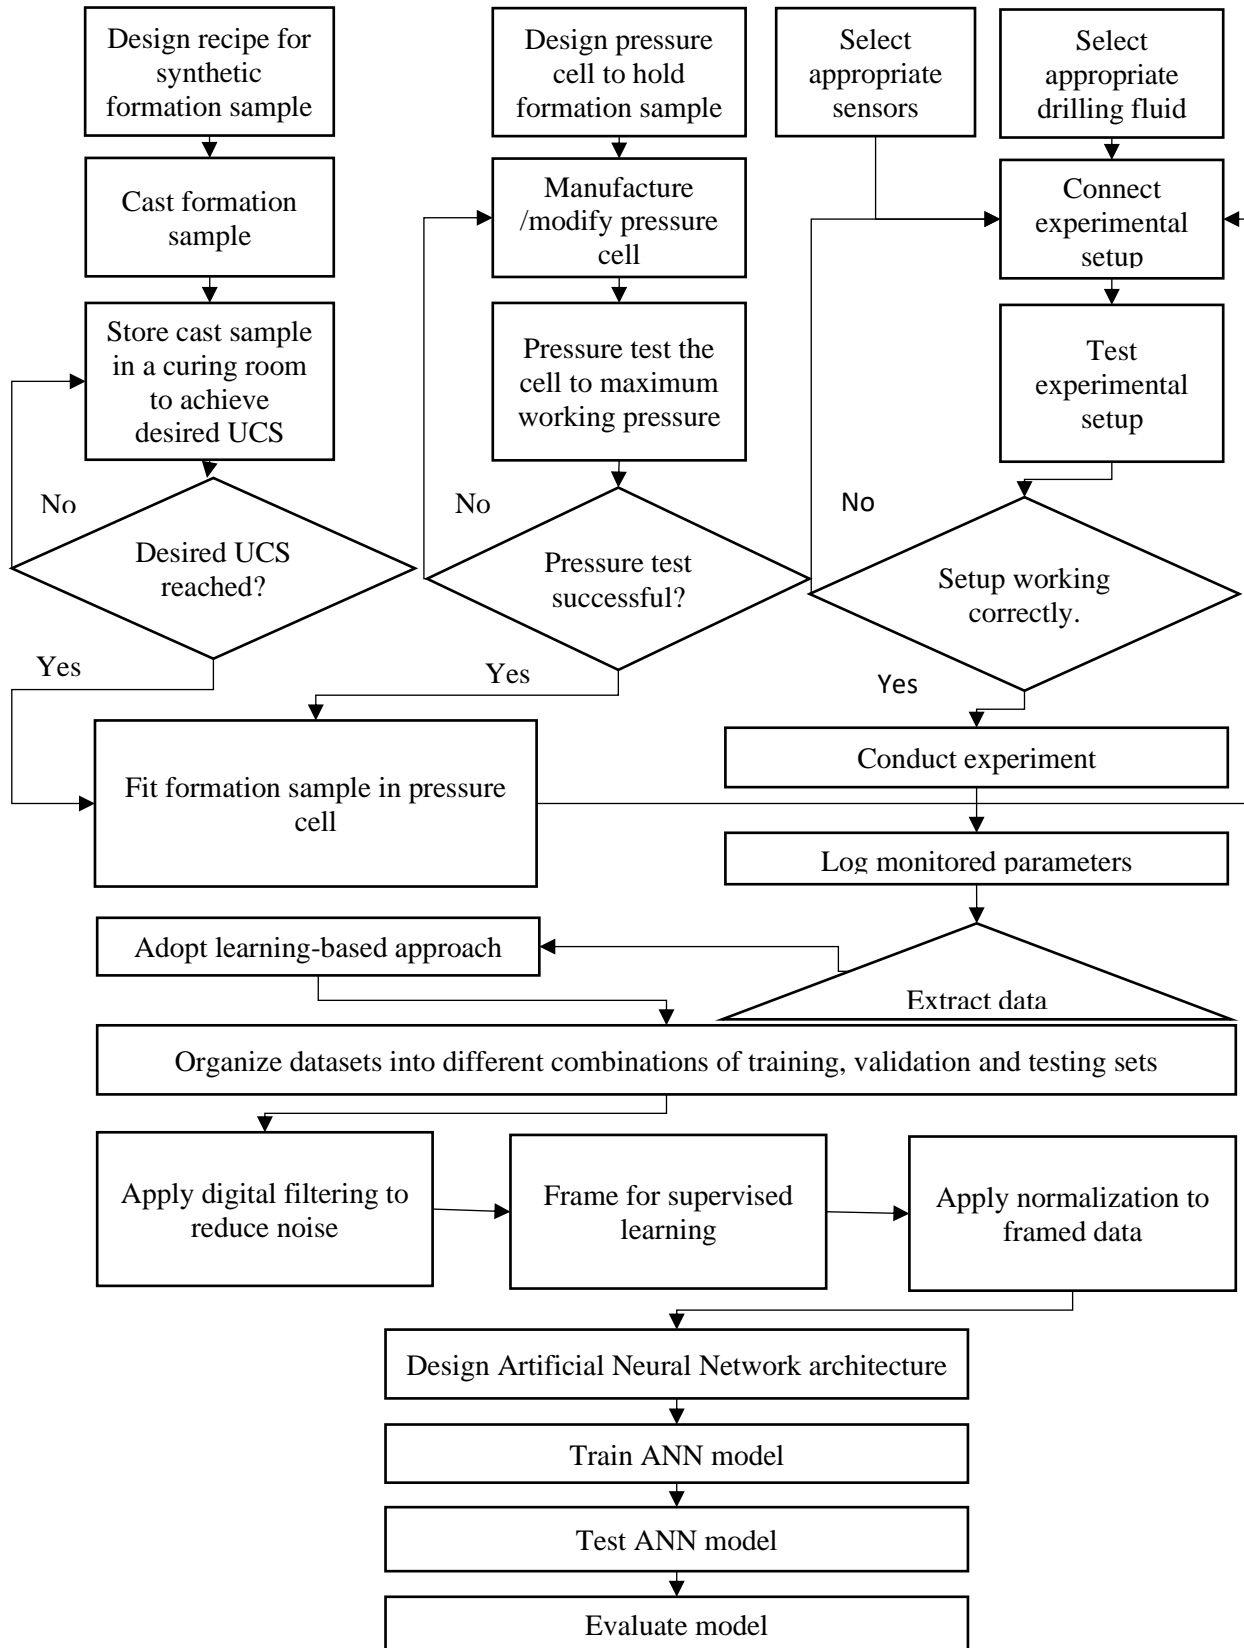 Design recipe for
synthetic
formation sample
Design pressure
cell to hold
formation sample
Select
appropriate
sensors
Select
appropriate
drilling fluid
Cast formation
sample
Manufacture
/modify pressure
cell
Connect
experimental
setup
Store cast sample
in a curing room
to achieve
desired UCS
Pressure test the
cell to maximum
working pressure
Test
experimental
setup
No
No
No
Desired UCS
reached?
Pressure test
successful?
Setup working
correctly.
Yes
Yes
Yes
Fit formation sample in pressure
cell
Conduct experiment
Log monitored parameters
Adopt learning-based approach
Extract data
Organize datasets into different combinations of training, validation and testing sets
Apply digital filtering to
reduce noise
Frame for supervised
learning
Apply normalization to
framed data
Design Artificial Neural Network architecture
Train ANN model
Test ANN model
Evaluate model